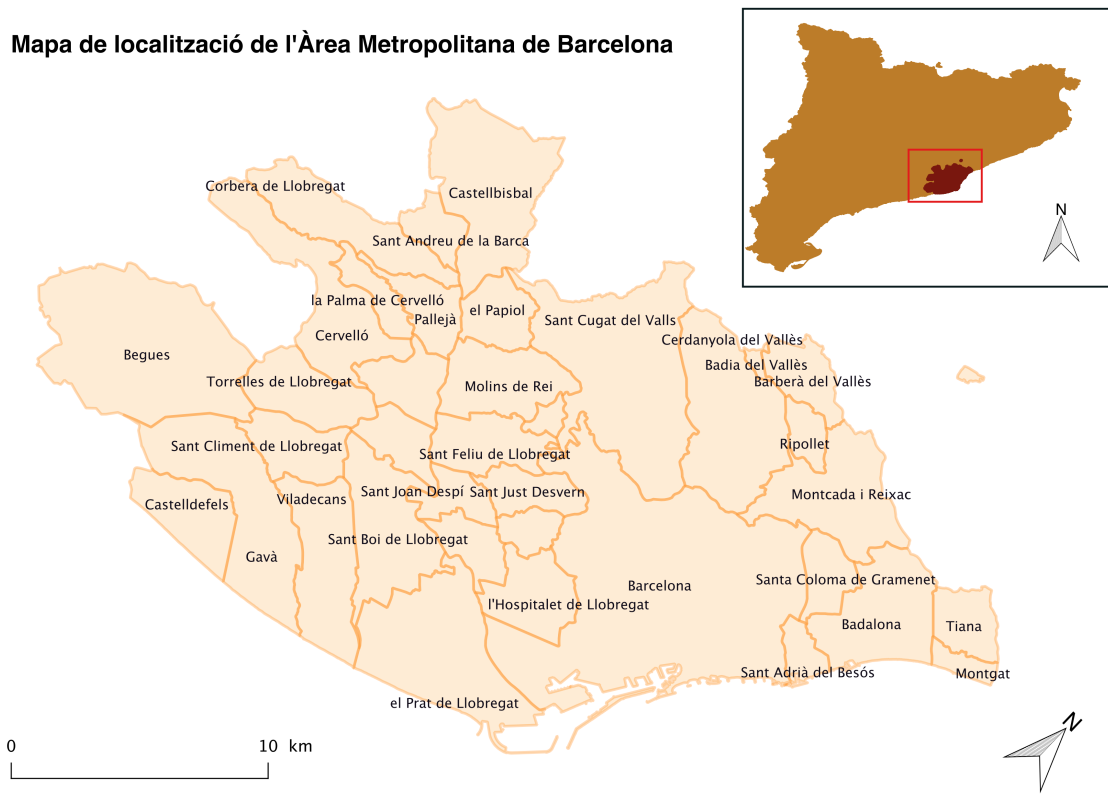 Mapa de localització de l'Àrea Metropolitana de Barcelona
N
Corbera de Llobregat
Castellbisbal
Sant Andreu de la Barca
la Palma de Cervelló
el Papiol
Pallejà
Sant Cugat del Valls
Cervelló
Cerdanyola del Vallès
Begues
Badia del Vallès
Torrelles de Llobregat
Molins de Rei
Barberà del Vallès
Sant Climent de Llobregat
Ripollet
Sant Feliu de Llobregat
Sant Joan Despí
Sant Just Desvern
Montcada i Reixac
Castelldefels
Viladecans
Sant Boi de Llobregat
Gavà
Santa Coloma de Gramenet
Barcelona
l'Hospitalet de Llobregat
Badalona
Tiana
Sant Adrià del Besós
Montgat
el Prat de Llobregat
N
0
10 km